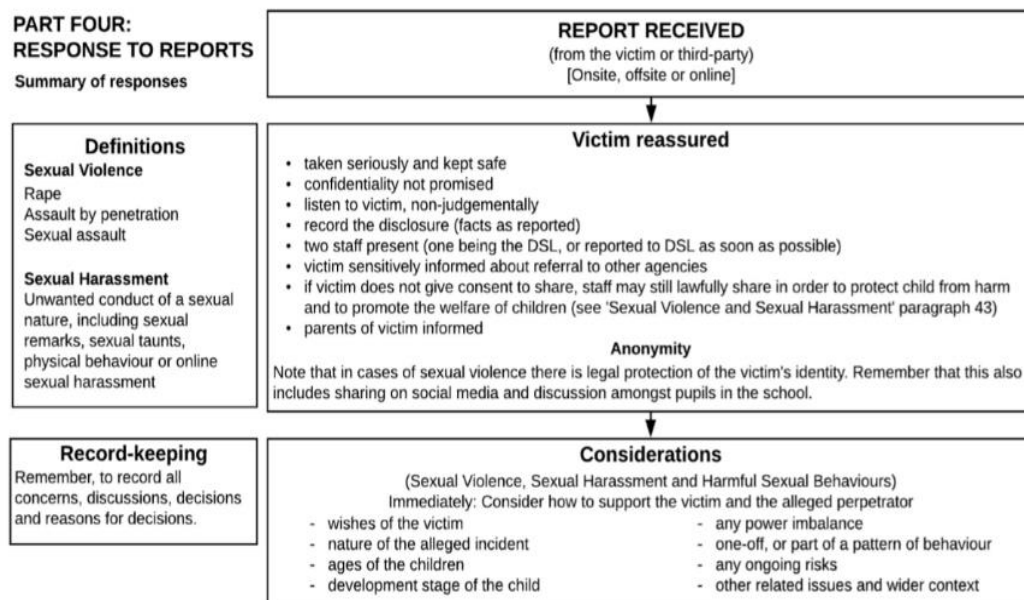 PART FOUR:
RESPONSE TO REPORTS
Summary of responses
REPORT RECEIVED
(from the victim or third-party)
[Onsite, offsite or online]
Definitions
Sexual Violence
Rape
Assault by penetration
Sexual assault
Sexual Harassment
Unwanted conduct of a sexual
nature, including sexual
remarks, sexual taunts,
physical behaviour or online
sexual harassment
Victim reassured
• taken seriously and kept safe
• confidentiality not promised
• listen to victim, non-judgementally
• record the disclosure (facts as reported)
• two staff present (one being the DSL, or reported to DSL as soon as possible)
• victim sensitively informed about referral to other agencies
• if victim does not give consent to share, staff may still lawfully share in order to protect child from harm
and to promote the welfare of children (see 'Sexual Violence and Sexual Harassment' paragraph 43)
• parents of victim informed
Anonymity
Note that in cases of sexual violence there is legal protection of the victim's identity. Remember that this also
includes sharing on social media and discussion amongst pupils in the school.
Record-keeping
Remember, to record all
concerns, discussions, decisions
and reasons for decisions.
Considerations
(Sexual Violence, Sexual Harassment and Harmful Sexual Behaviours)
Immediately: Consider how to support the victim and the alleged perpetrator
- wishes of the victim
- nature of the alleged incident
- ages of the children
- development stage of the child
- any power imbalance
- one-off, or part of a pattern of behaviour
- any ongoing risks
- other related issues and wider context